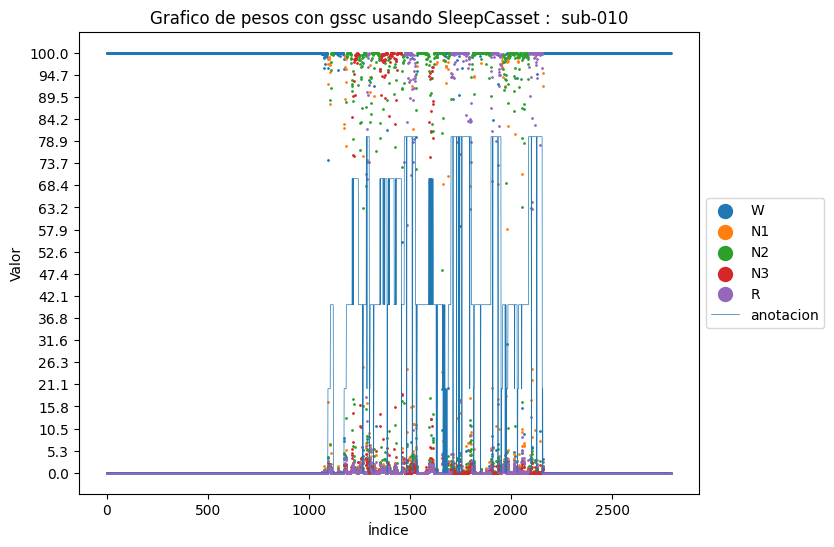 Grafico de pesos con gssc usando SleepCasset :  sub-010
100.0
94.7
89.5
84.2
78.9
73.7
68.4
63.2
57.9
52.6
47.4
42.1
36.8
31.6
26.3
21.1
15.8
10.5
5.3
0.0
Valor
0 500 1000 1500 2000 2500
Índice
W
N1
N2
N3
R
anotacion